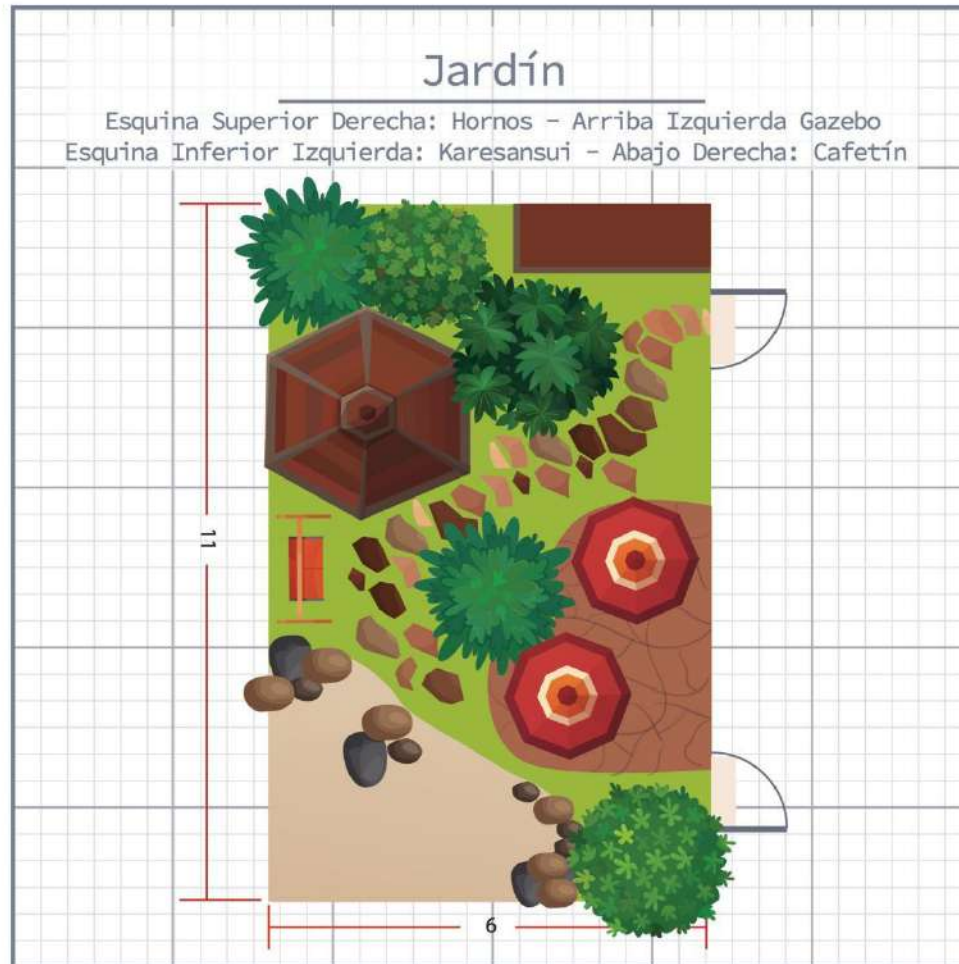 Jardín
Esquina Superior Derecha: Hornos - Arriba Izquierda Gazebo
Esquina Inferior Izquierda: Karesansui - Abajo Derecha: Cafetín
11
6